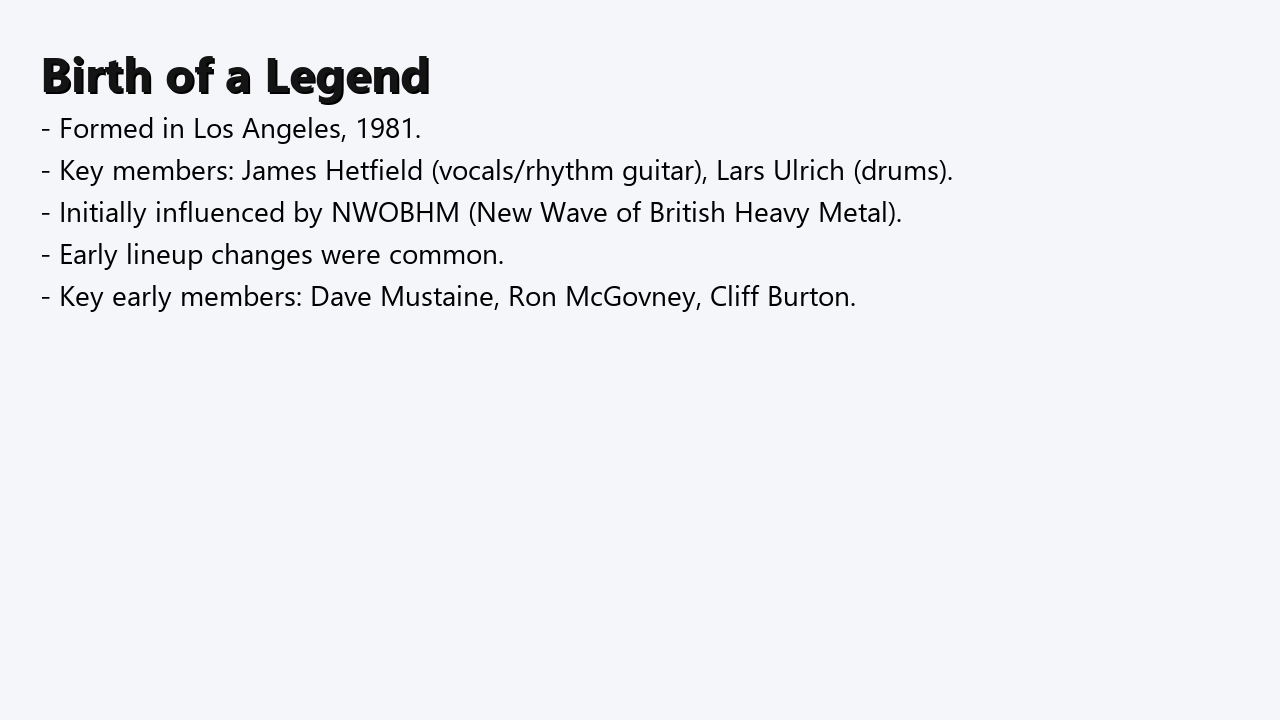 Birth of a Legend
- Formed in Los Angeles, 1981.
- Key members: James Hetfield (vocals/rhythm guitar), Lars Ulrich (drums).
- Initially influenced by NWOBHM (New Wave of British Heavy Metal).
- Early lineup changes were common.
- Key early members: Dave Mustaine, Ron McGovney, Cliff Burton.